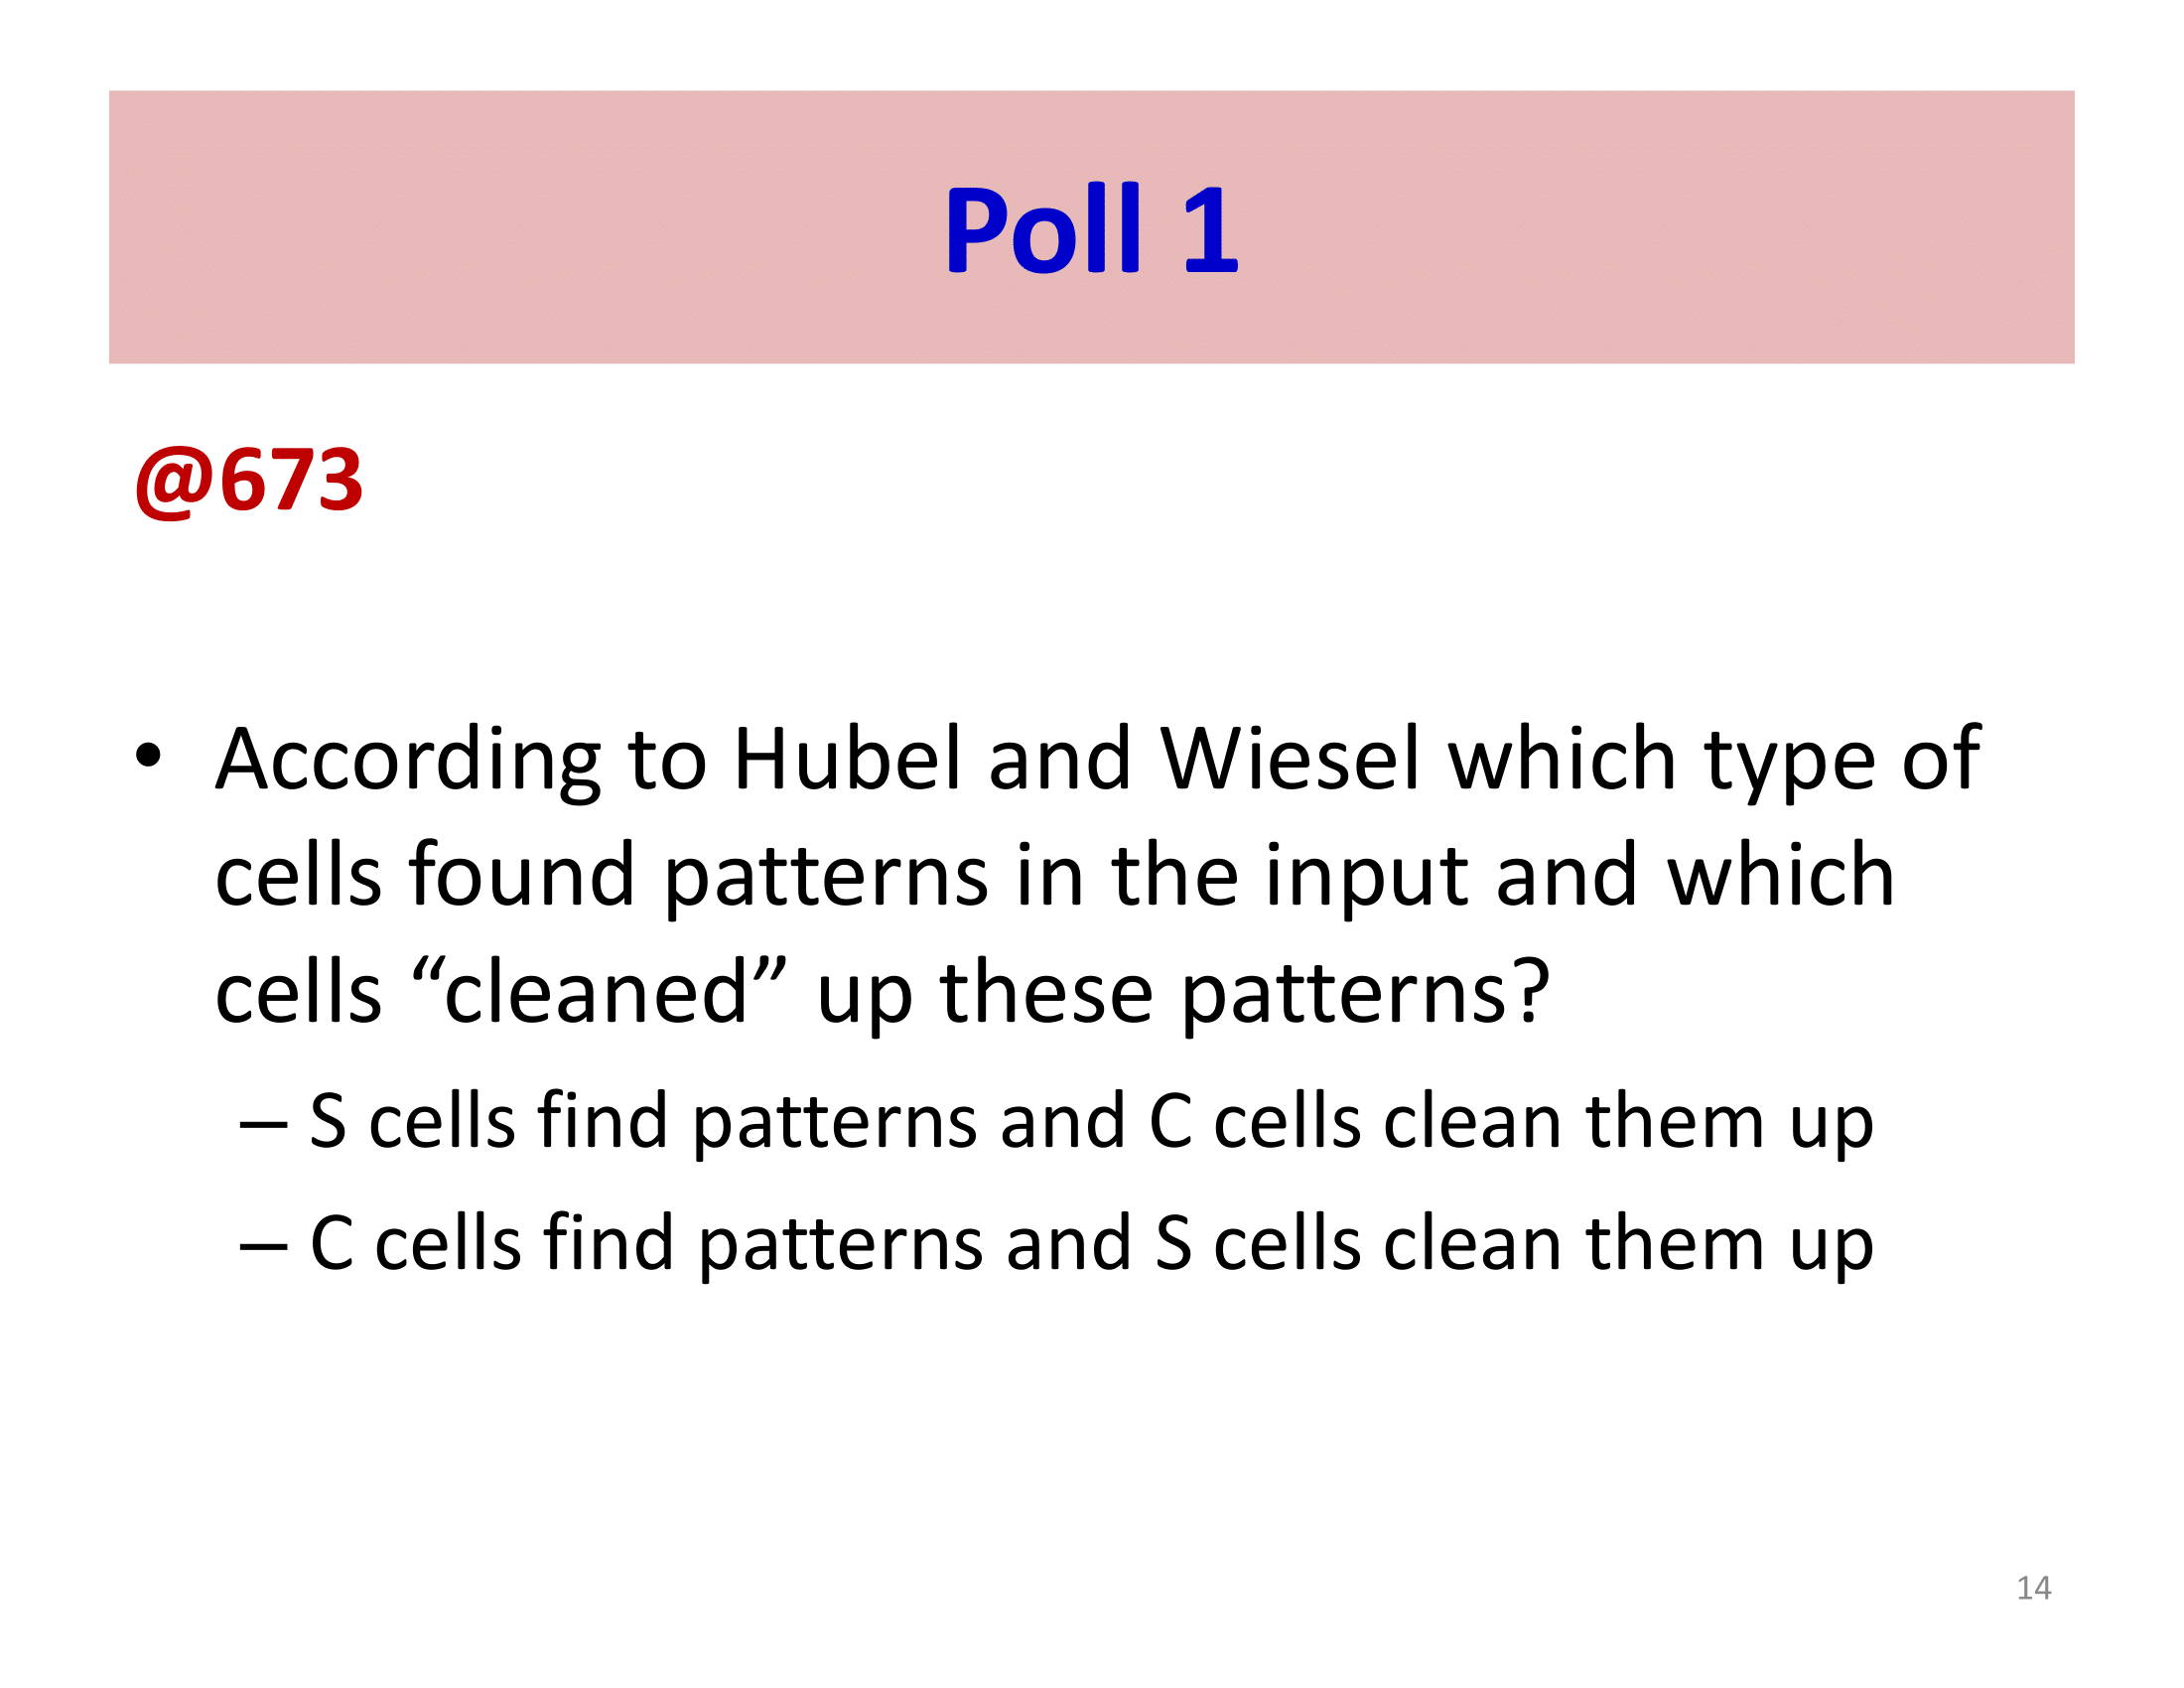 Poll 1
@673
• According to Hubel and Wiesel which type of
cells found patterns in the input and which
cells “cleaned” up these patterns?
– S cells find patterns and C cells clean them up
– C cells find patterns and S cells clean them up
14